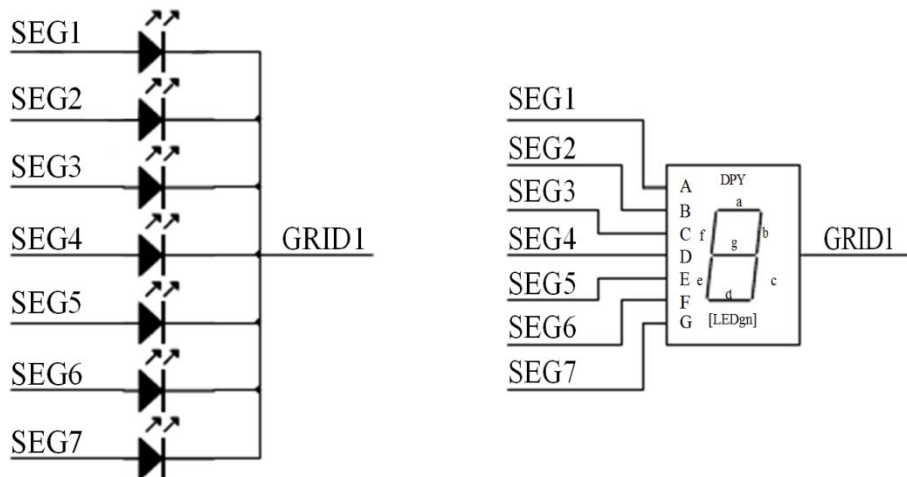 SEG1
SEG2
SEG3
SEG4
SEG5
SEG6
SEG7
GRID1
SEG1
SEG2
SEG3
SEG4
SEG5
SEG6
SEG7
A
B
C
D
E
F
G
DPY
a
f b
g
e c
d
[LEDgn]
GRID1